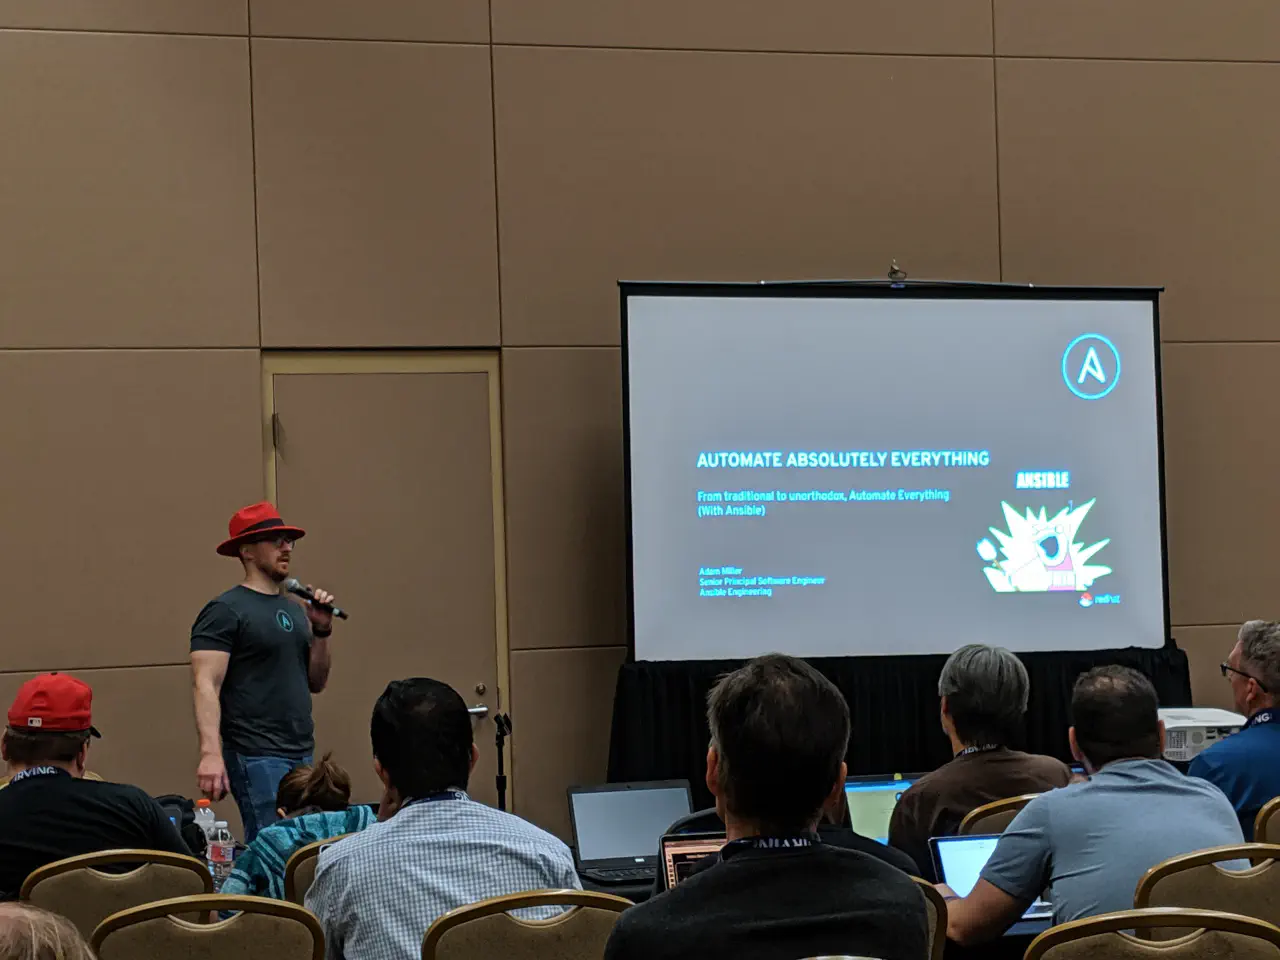 AUTOMATE ABSOLUTELY EVERYTHING
From traditional to unorthodox, Automate Everything
(With Ansible)
ANSIBLE
Adam Miller
Senior Principal Software Engineer
Ansible Engineering
redhat
IRVING